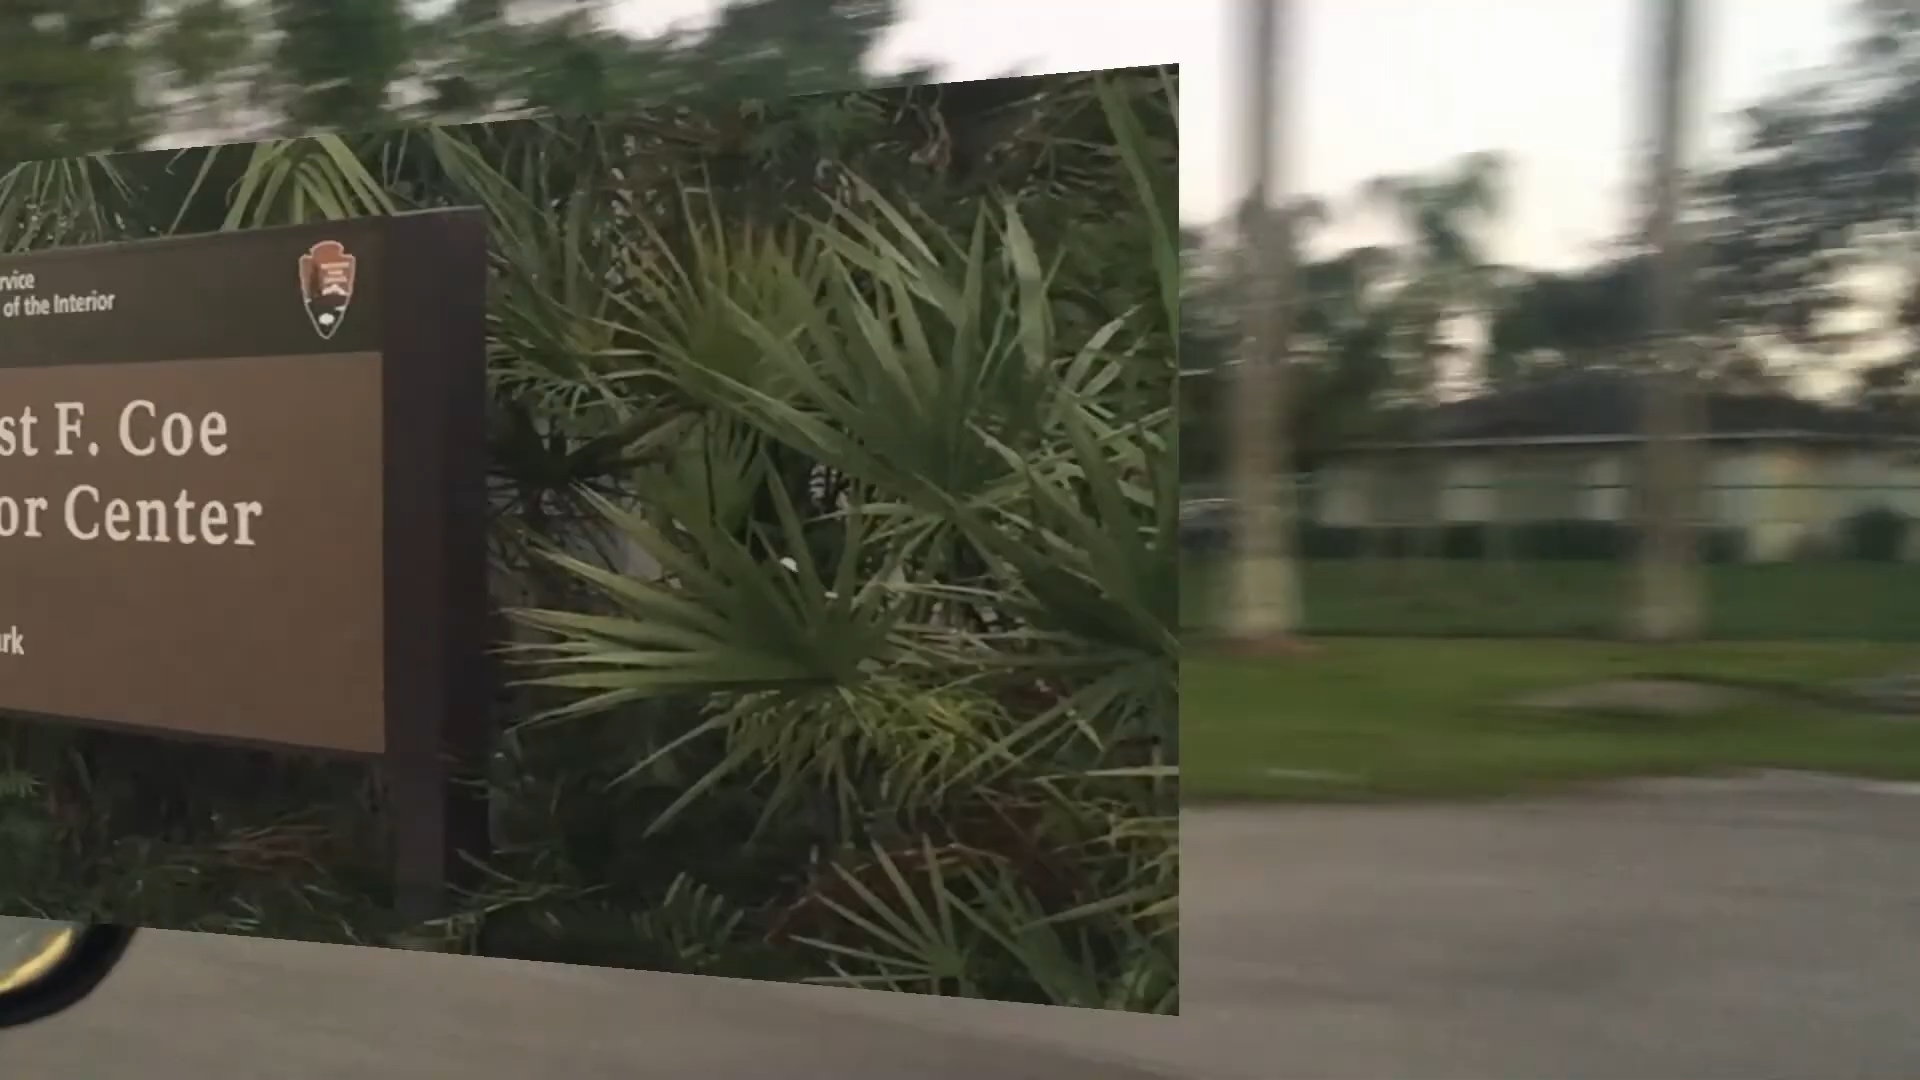 rvice
of the Interior
st F. Coe
or Center
ark